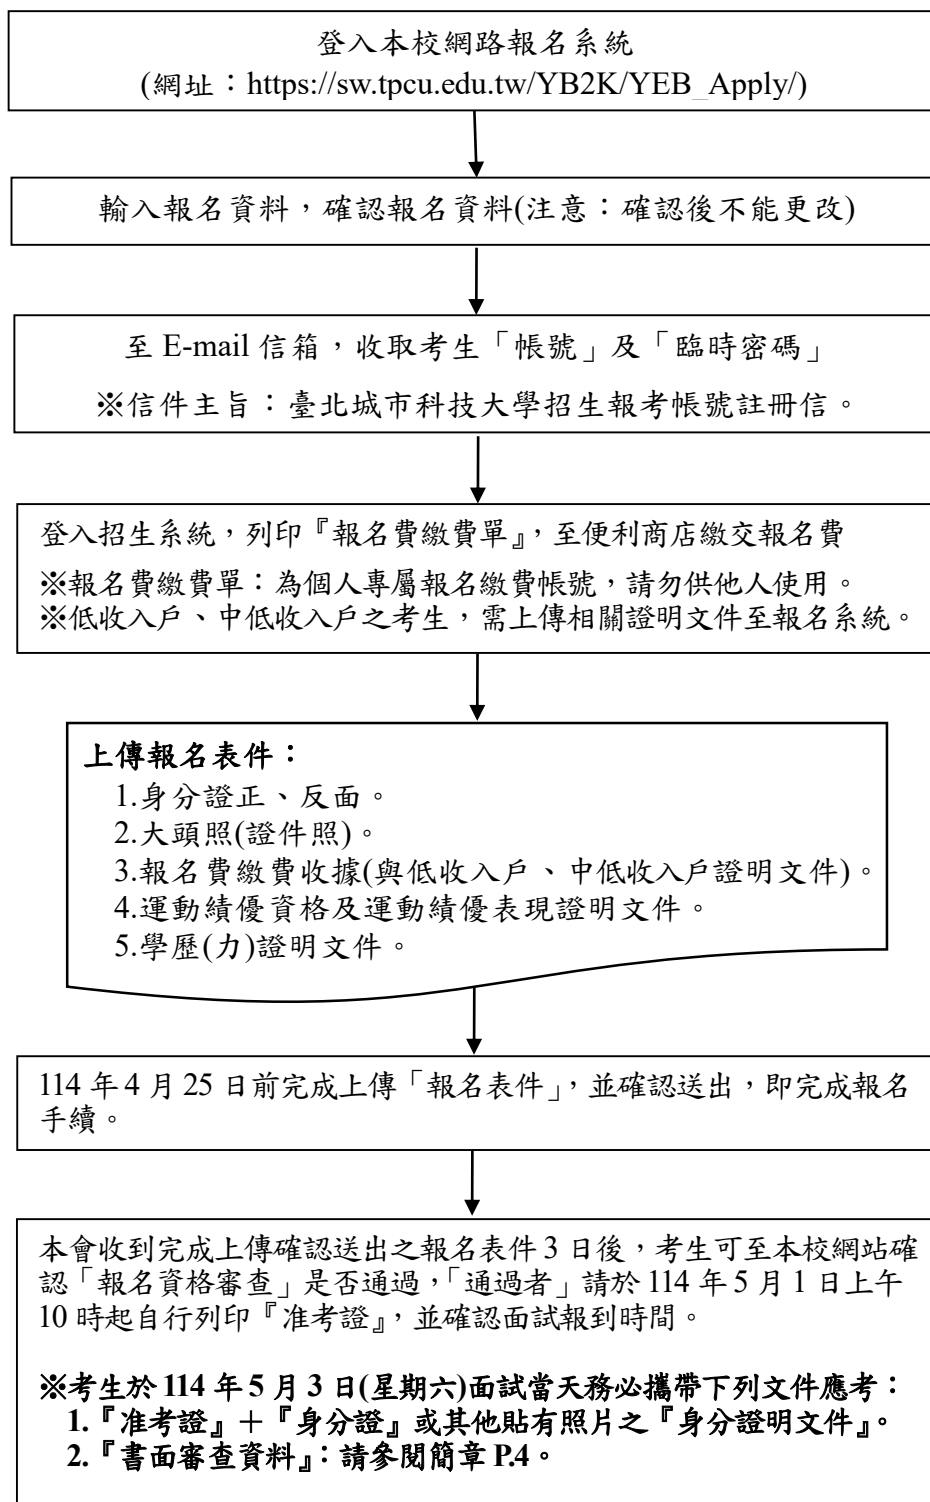 登入本校網路報名系統
(網址：https://sw.tpcu.edu.tw/YB2K/YEB_Apply/)
輸入報名資料，確認報名資料(注意：確認後不能更改)
至 E-mail 信箱，收取考生「帳號」及「臨時密碼」
※信件主旨：臺北城市科技大學招生報考帳號註冊信。
登入招生系統，列印『報名費繳費單』，至便利商店繳交報名費
※報名費繳費單：為個人專屬報名繳費帳號，請勿供他人使用。
※低收入戶、中低收入戶之考生，需上傳相關證明文件至報名系統。
上傳報名表件：
1.身分證正、反面。
2.大頭照(證件照)。
3.報名費繳費收據(與低收入戶、中低收入戶證明文件)。
4.運動績優資格及運動績優表現證明文件。
5.學歷(力)證明文件。
114 年 4 月 25 日前完成上傳「報名表件」，並確認送出，即完成報名
手續。
本會收到完成上傳確認送出之報名表件 3 日後，考生可至本校網站確
認「報名資格審查」是否通過，「通過者」請於 114 年 5 月 1 日上午
10 時起自行列印『准考證』，並確認面試報到時間。
※考生於 114 年 5 月 3 日(星期六)面試當天務必攜帶下列文件應考：
1.『准考證』＋『身分證』或其他貼有照片之『身分證明文件』。
2.『書面審查資料』：請參閱簡章 P.4。